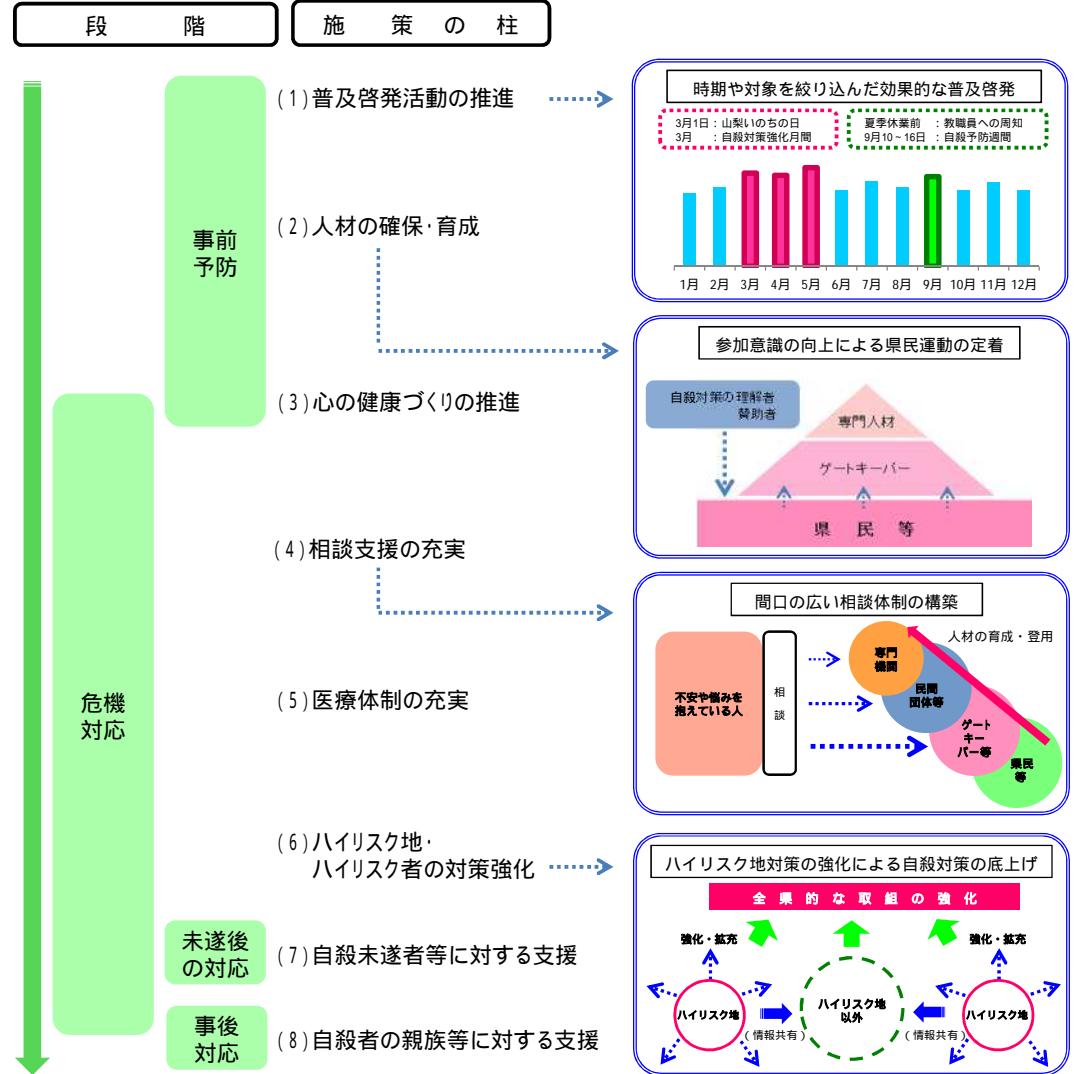 段　　階
施　策　の　柱
事前
予防
危機
対応
未遂後
の対応
事後
対応
(1)普及啓発活動の推進
(2)人材の確保・育成
(3)心の健康づくりの推進
(4)相談支援の充実
(5)医療体制の充実
(6)ハイリスク地・
ハイリスク者の対策強化
(7)自殺未遂者等に対する支援
(8)自殺者の親族等に対する支援
時期や対象を絞り込んだ効果的な普及啓発
3月1日：山梨いのちの日
3月　　：自殺対策強化月間
夏季休業前　：教職員への周知
9月10～16日：自殺予防週間
1月 2月 3月 4月 5月 6月 7月 8月 9月 10月 11月 12月
参加意識の向上による県民運動の定着
自殺対策の理解者
賛助者
専門人材
ゲートキーパー
県　民　等
間口の広い相談体制の構築
人材の育成・登用
不安や悩みを
抱えている人
相
談
専門
機関
民間
団体等
ゲート
キー
パー等
県民
等
ハイリスク地対策の強化による自殺対策の底上げ
全県的な取組の強化
強化・拡充
強化・拡充
ハイリスク地
ハイリスク地
以外
ハイリスク地
(情報共有)
(情報共有)